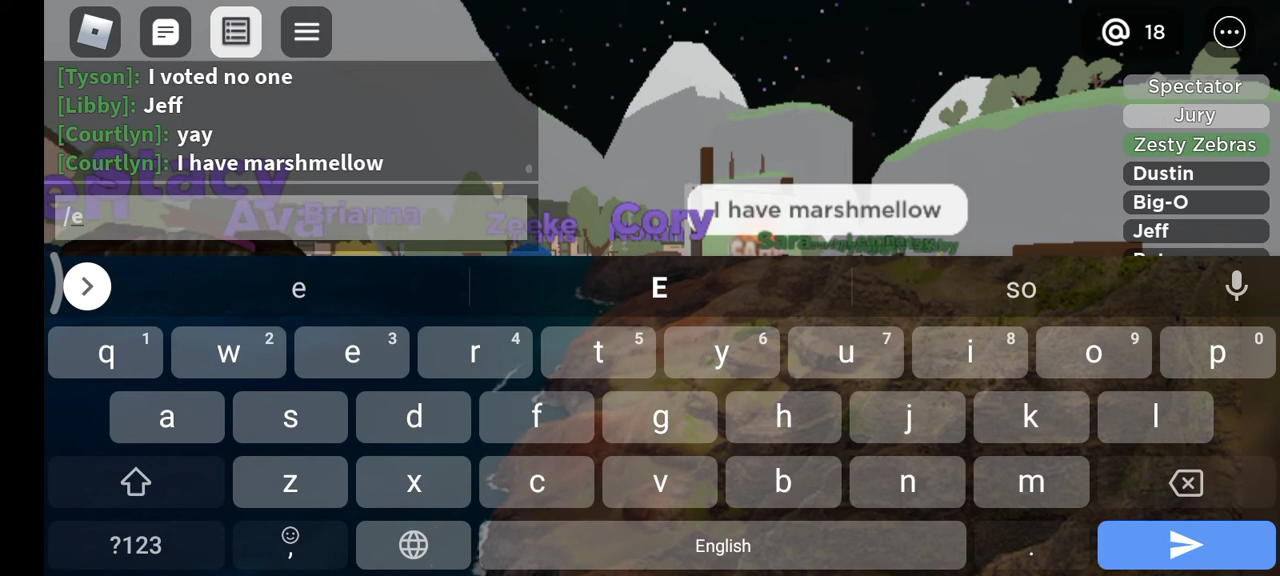 @ 18
[Tyson]: I voted no one
[Libby]: Jeff
[Courtlyn]: yay
[Courtlyn]: I have marshmellow
/e
Stacy
Ava
Brianna
Zeeke
Cory
I have marshmellow
Sara
Spectator
Jury
Zesty Zebras
Dustin
Big-O
Jeff
e E so
q 1 w 2 e 3 r 4 t 5 y 6 u 7 i 8 o 9 p 0
a s d f g h j k l
z x c v b n m
?123 , English .